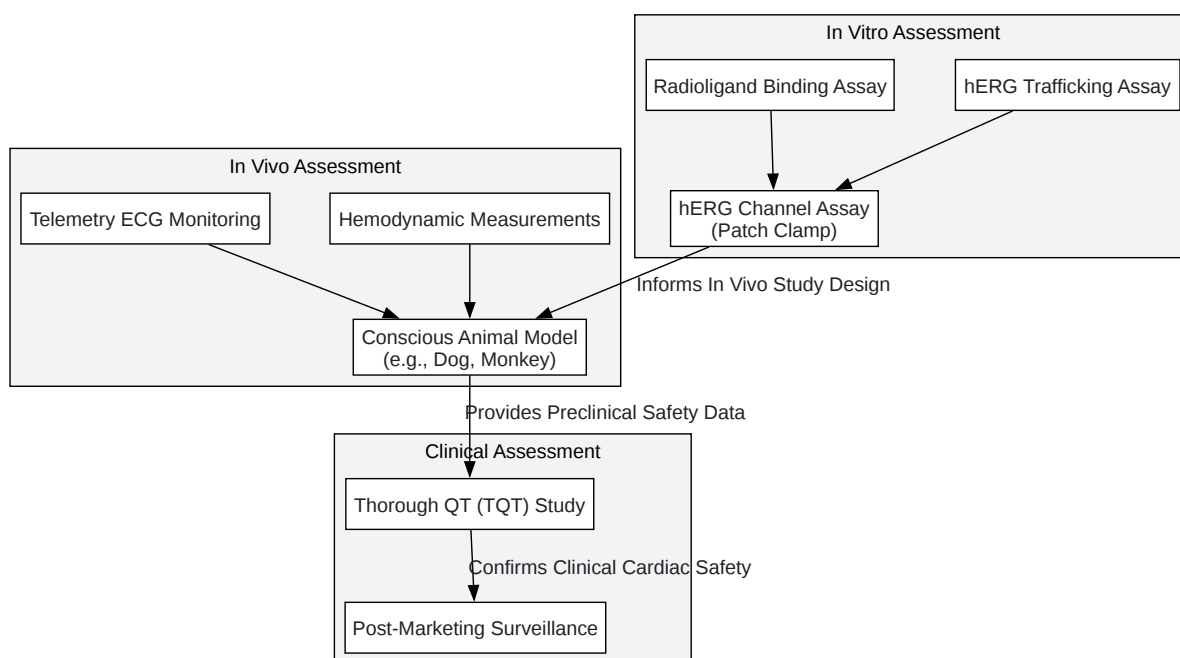 In Vitro Assessment
Radioligand Binding Assay
hERG Trafficking Assay
hERG Channel Assay
(Patch Clamp)
In Vivo Assessment
Telemetry ECG Monitoring
Hemodynamic Measurements
Informs In Vivo Study Design
Conscious Animal Model
(e.g., Dog, Monkey)
Provides Preclinical Safety Data
Clinical Assessment
Thorough QT (TQT) Study
Confirms Clinical Cardiac Safety
Post-Marketing Surveillance